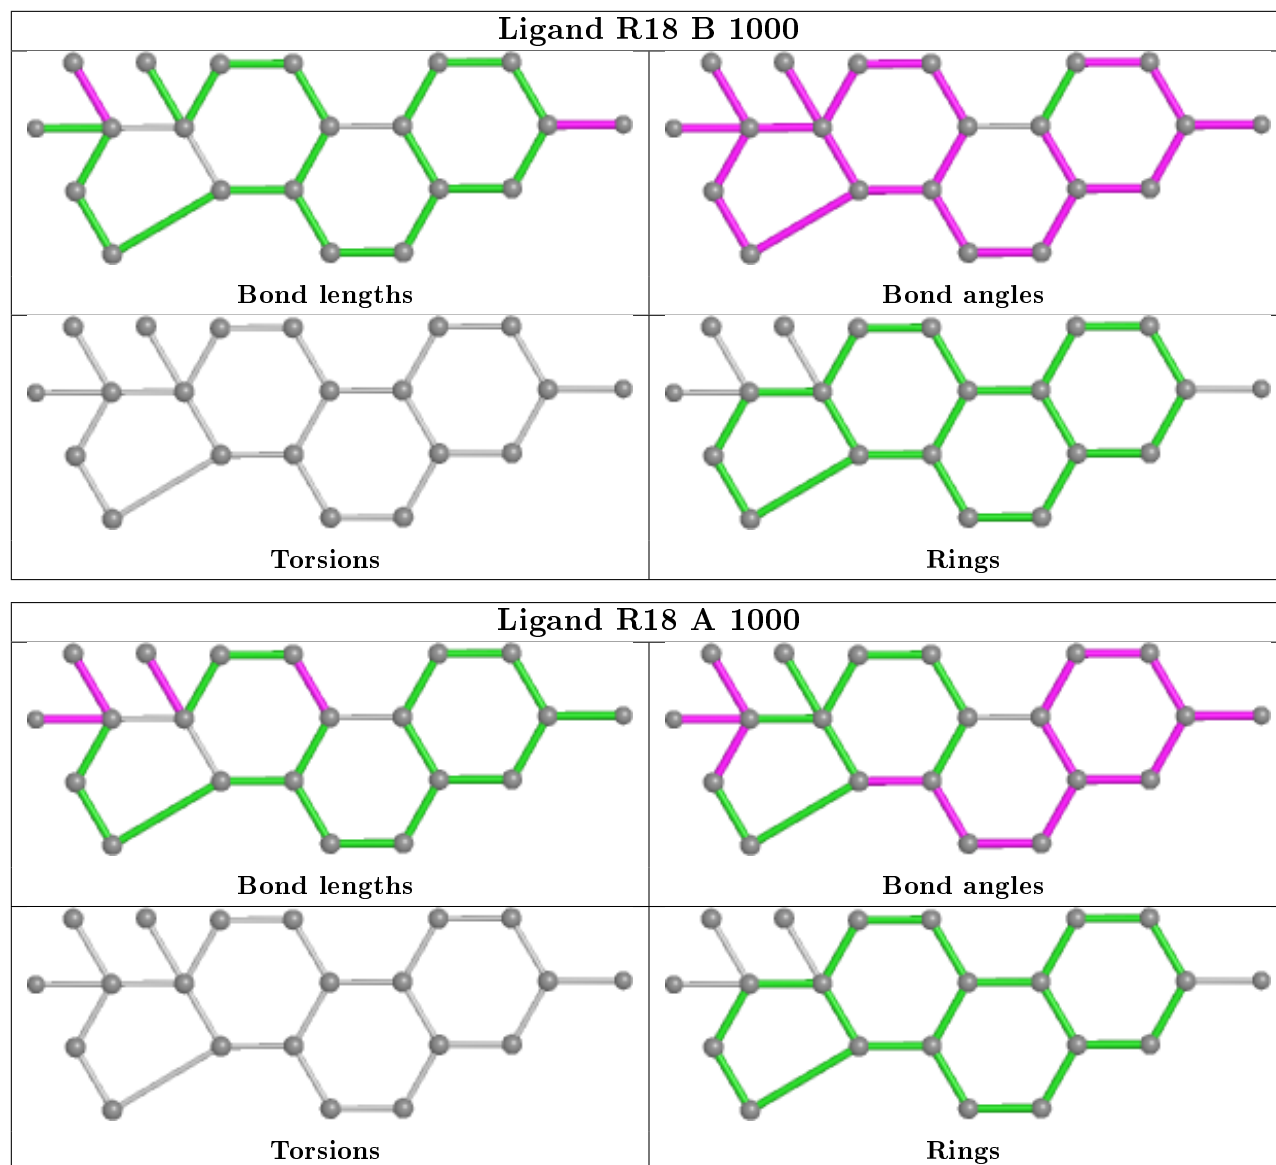 Ligand R18 B 1000
Bond lengths
Bond angles
Torsions
Rings
Ligand R18 A 1000
Bond lengths
Bond angles
Torsions
Rings